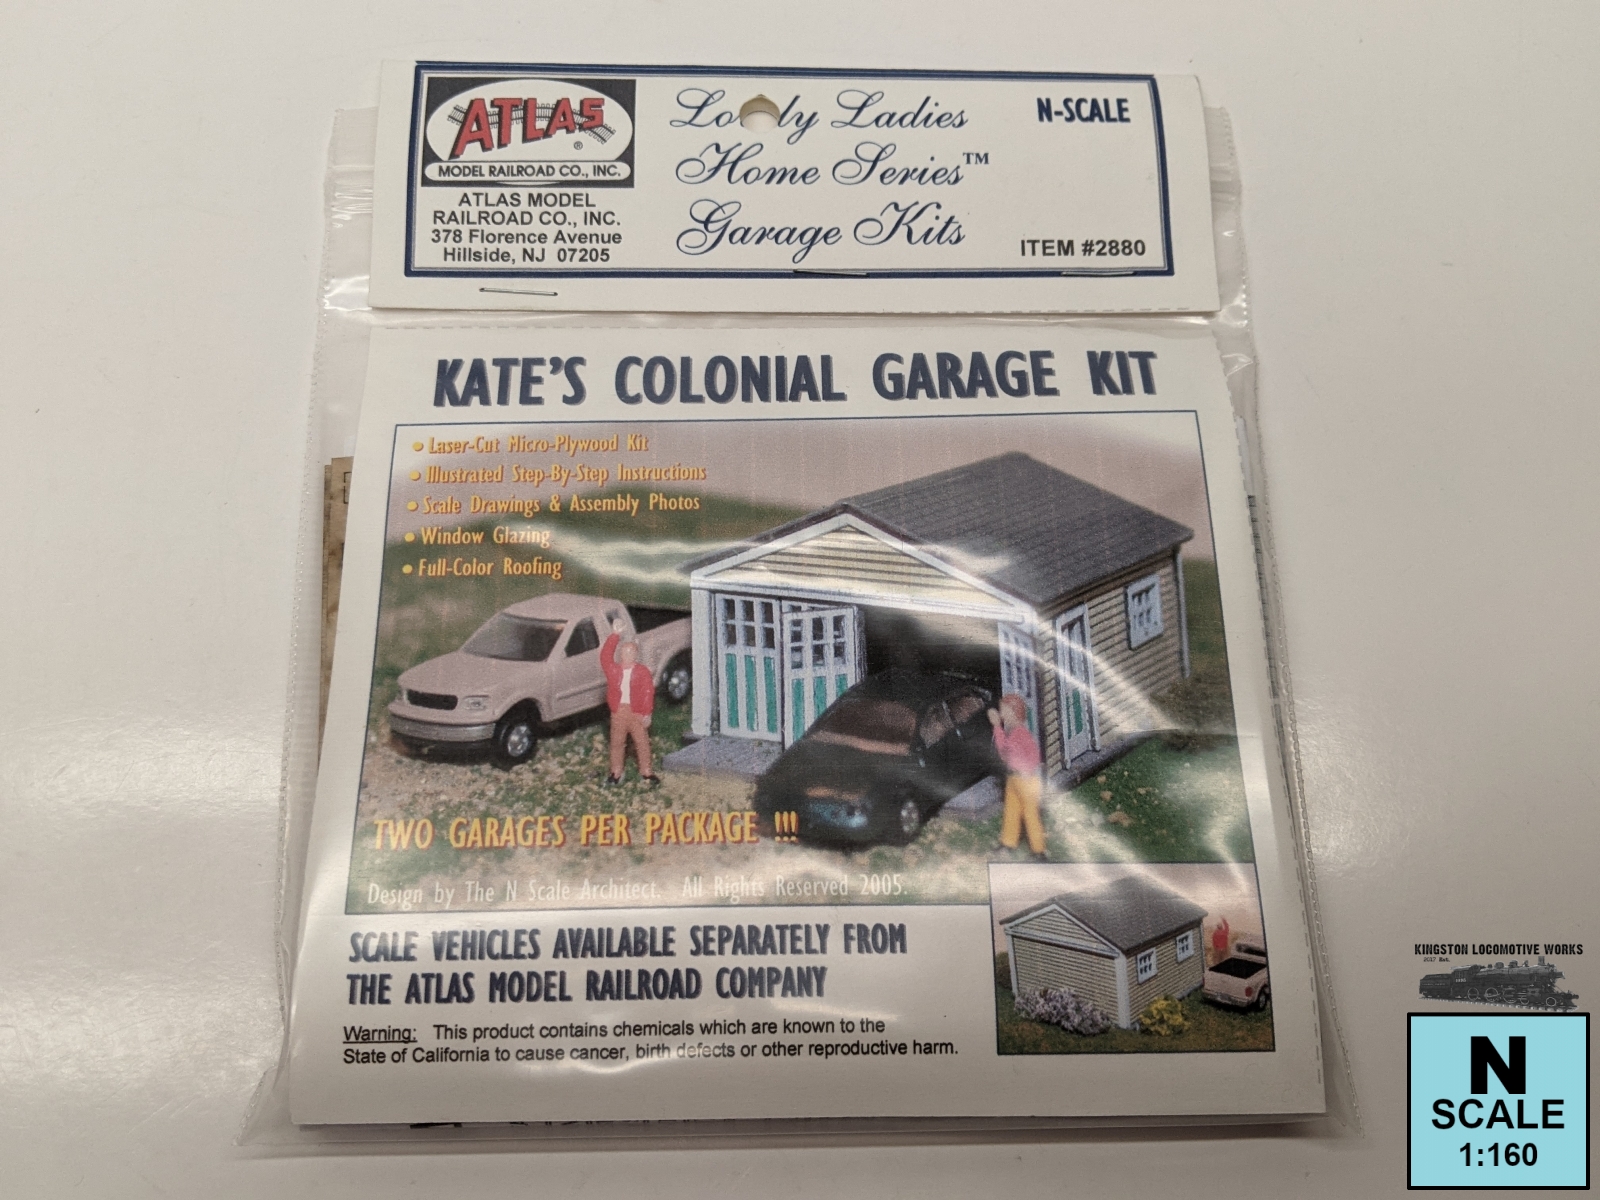 ATLAS
®
MODEL RAILROAD CO., INC.
ATLAS MODEL
RAILROAD CO., INC.
378 Florence Avenue
Hillside, NJ 07205
Ladies
Home Series™
Garage Kits
N-SCALE
ITEM #2880
KATE'S COLONIAL GARAGE KIT
• Laser-Cut Micro-Plywood Kit
• Illustrated Step-By-Step Instructions
• Scale Drawings & Assembly Photos
• Window Glazing
• Full-Color Roofing
TWO GARAGES PER PACKAGE !!!
Design by The N Scale Architect. All Rights Reserved 2005.
SCALE VEHICLES AVAILABLE SEPARATELY FROM
THE ATLAS MODEL RAILROAD COMPANY
Warning: This product contains chemicals which are known to the
State of California to cause cancer, birth defects or other reproductive harm.
KINGSTON LOCOMOTIVE WORKS
2017 Est.
N
SCALE
1:160